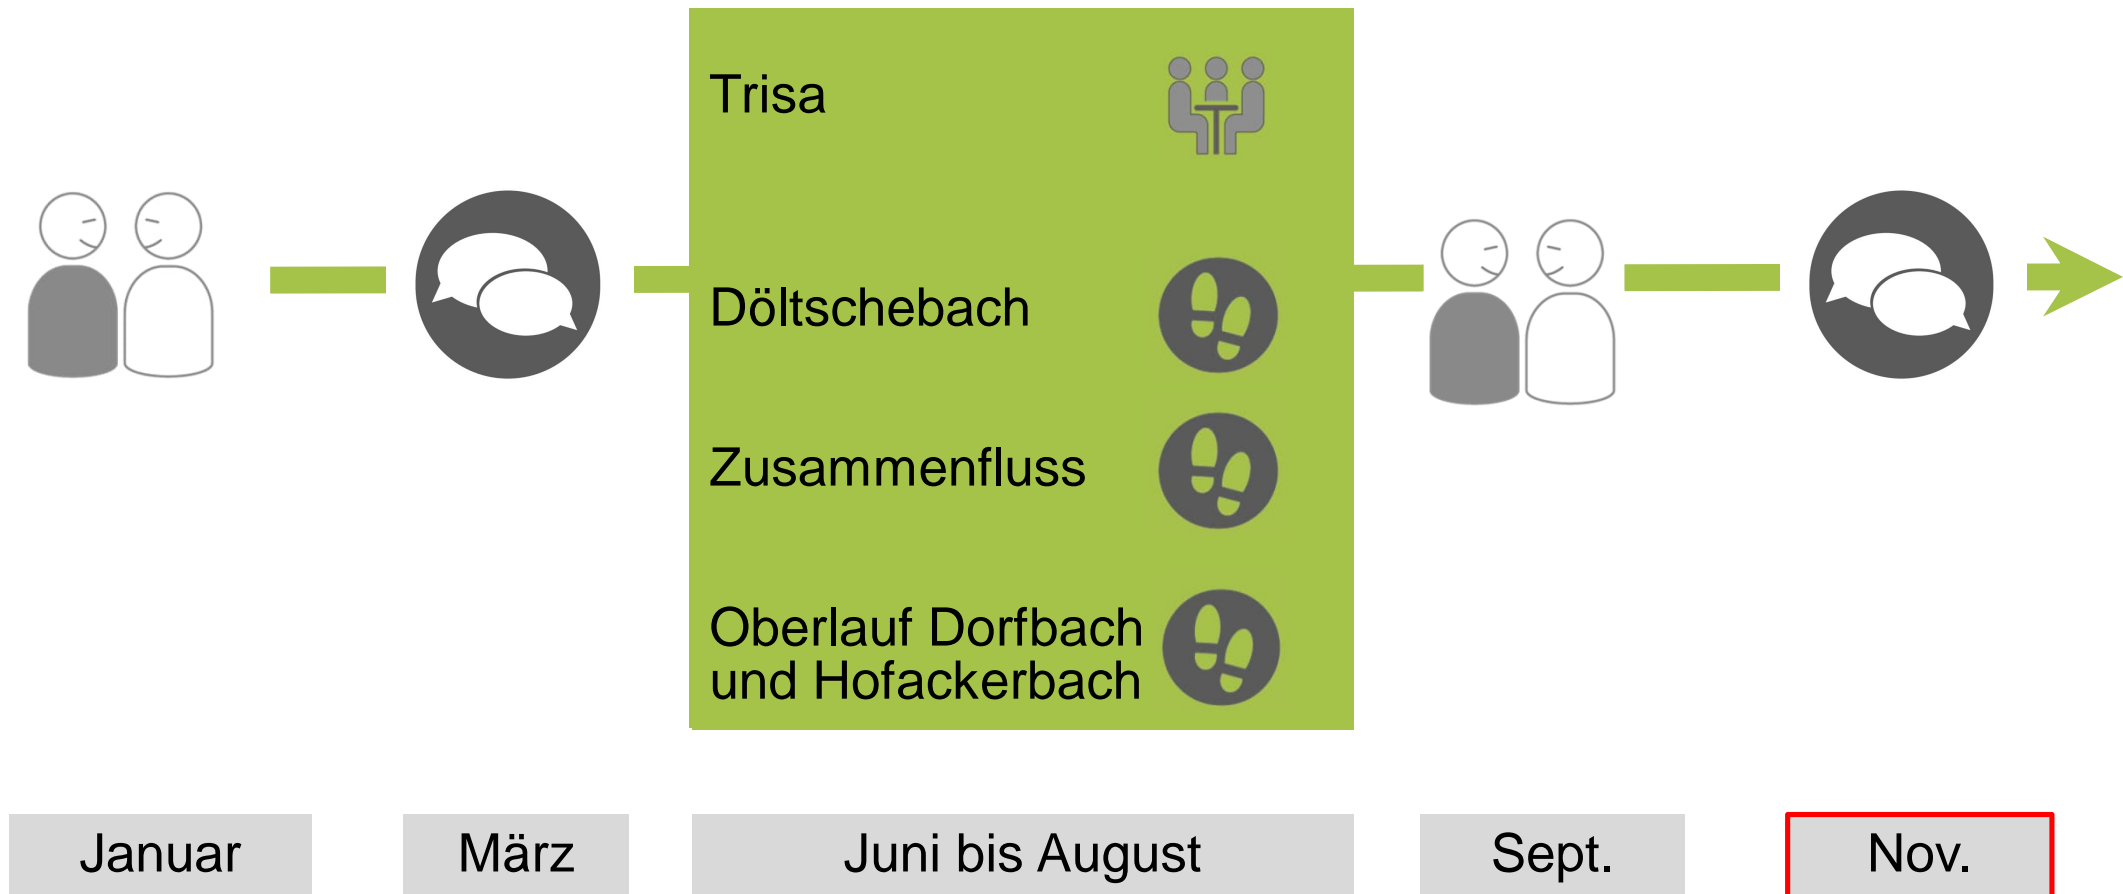 Trisa
Döltschebach
Zusammenfluss
Oberlauf Dorfbach
und Hofackerbach
Januar
März
Juni bis August
Sept.
Nov.